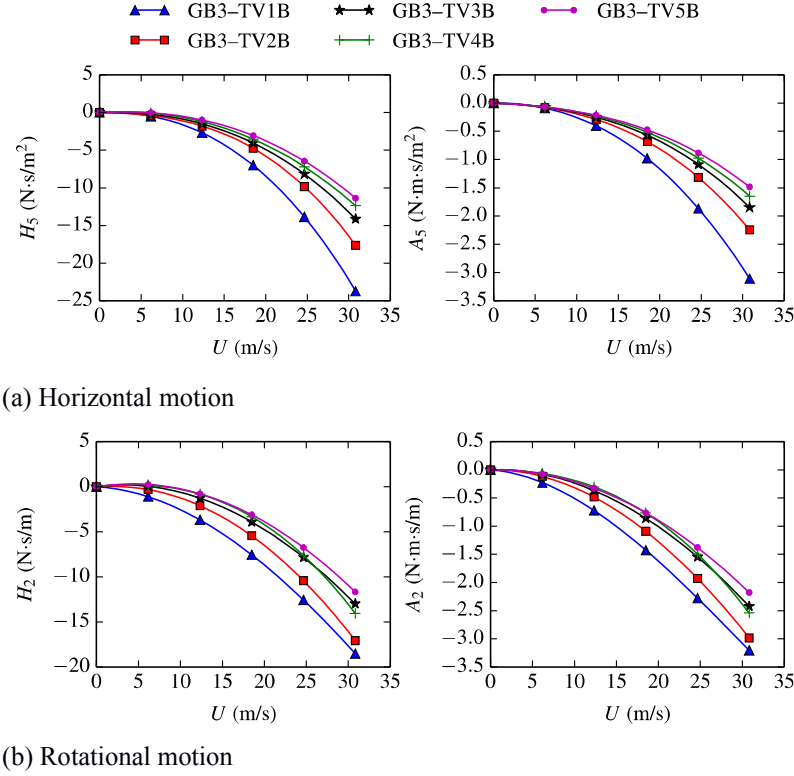 GB3–TV1B GB3–TV3B GB3–TV5B
GB3–TV2B GB3–TV4B
5
0
−5
−10
−15
−20
−25
H5 (N·s/m²)
0 5 10 15 20 25 30 35
U (m/s)
0.5
0.0
−0.5
−1.0
−1.5
−2.0
−2.5
−3.0
−3.5
A5 (N·m·s/m²)
0 5 10 15 20 25 30 35
U (m/s)
(a) Horizontal motion
5
0
−5
−10
−15
−20
H2 (N·s/m)
0 5 10 15 20 25 30 35
U (m/s)
0.5
0.0
−0.5
−1.0
−1.5
−2.0
−2.5
−3.0
−3.5
A2 (N·m·s/m)
0 5 10 15 20 25 30 35
U (m/s)
(b) Rotational motion